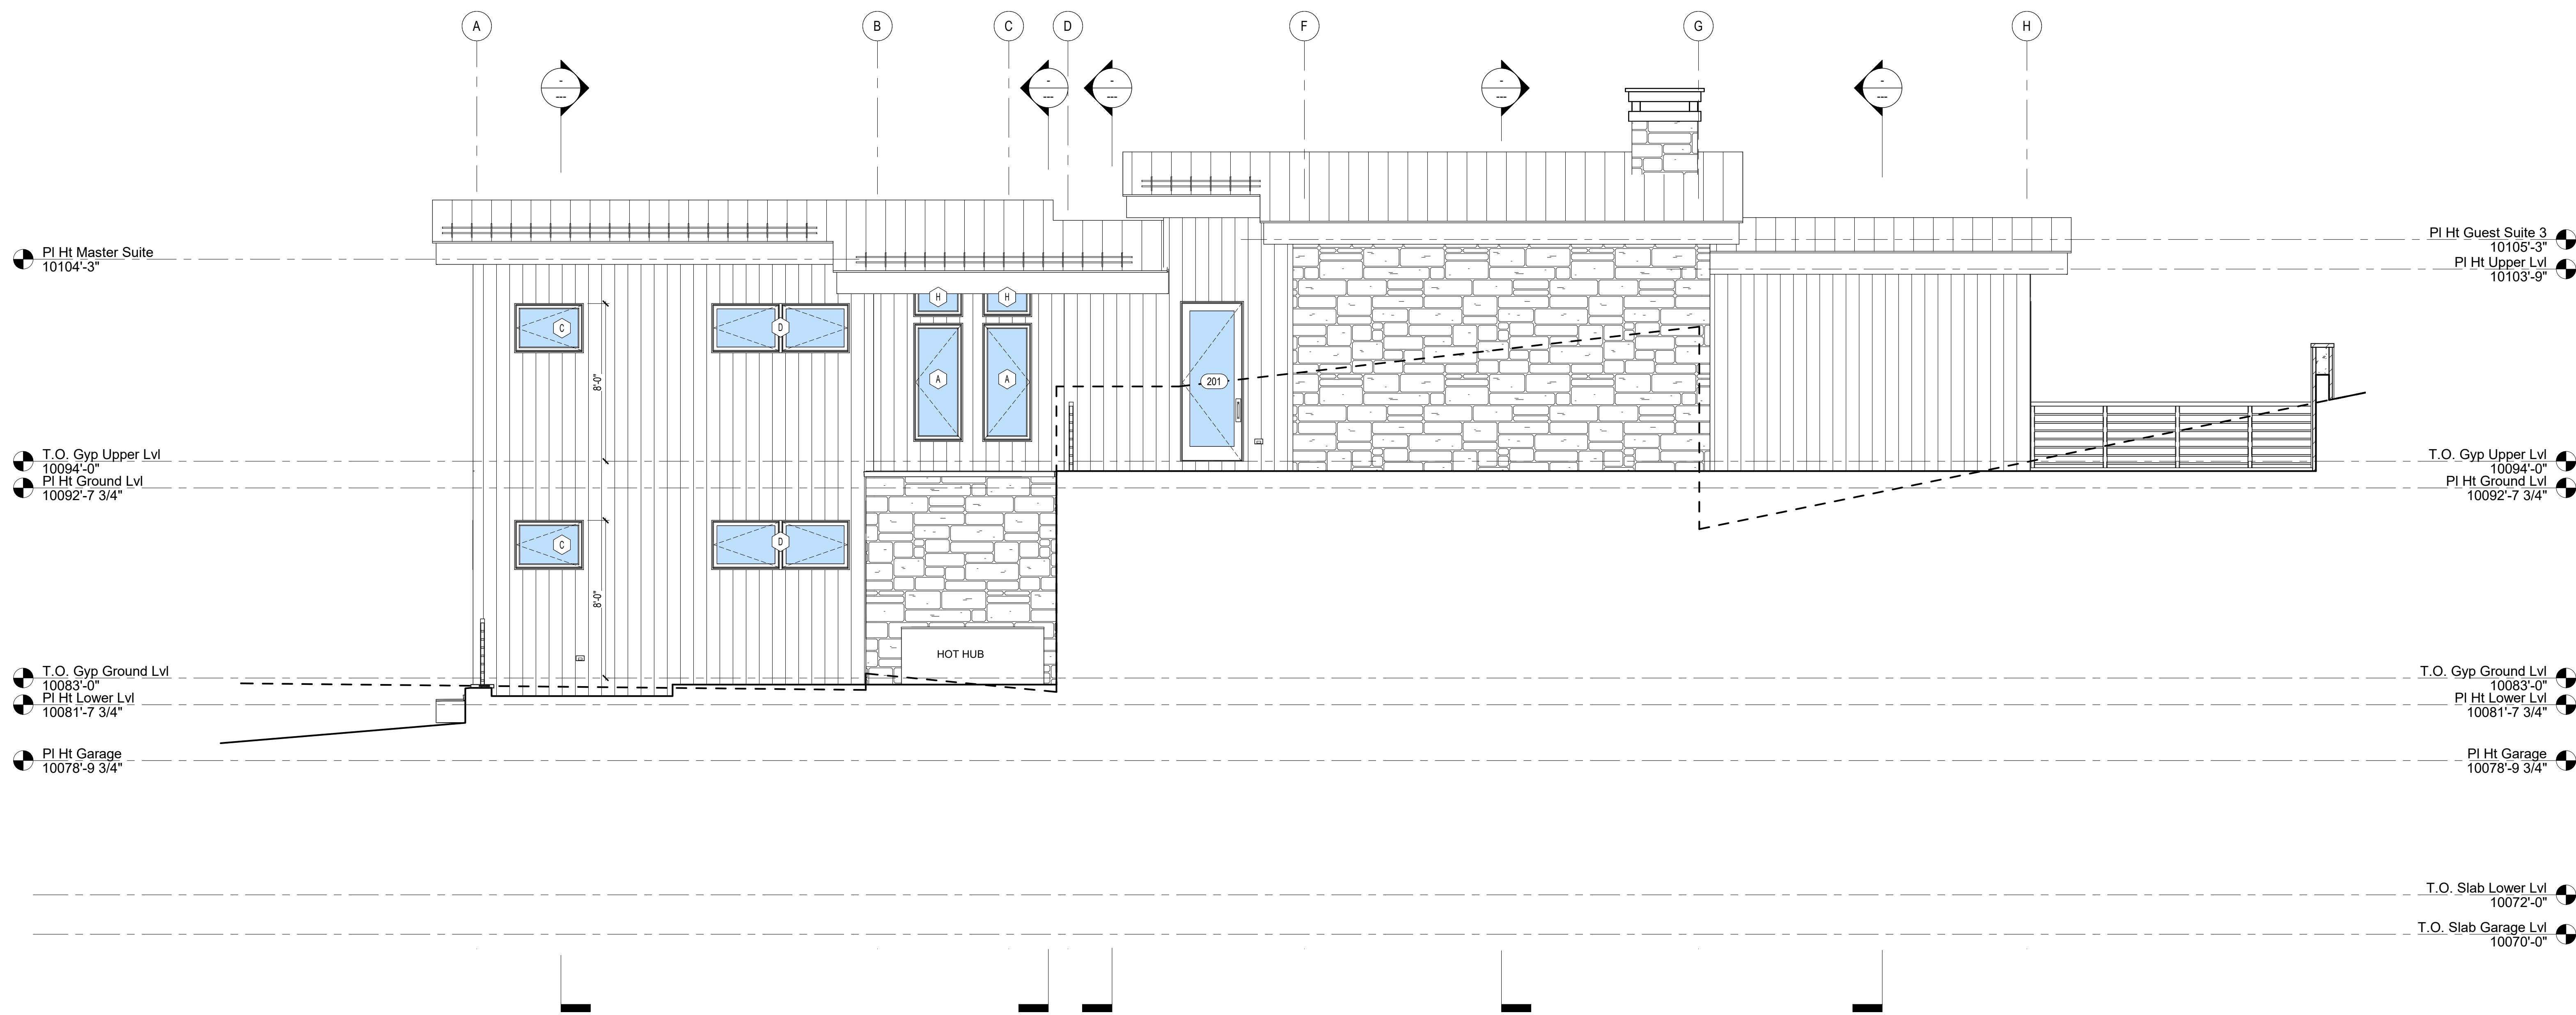 A B C D F G H
- --- - --- - --- - --- - ---
Pl Ht Master Suite
10104'-3"
Pl Ht Guest Suite 3
10105'-3"
Pl Ht Upper Lvl
10103'-9"
H H
C D
8'-0"
A A
201
T.O. Gyp Upper Lvl
10094'-0"
Pl Ht Ground Lvl
10092'-7 3/4"
T.O. Gyp Upper Lvl
10094'-0"
Pl Ht Ground Lvl
10092'-7 3/4"
C D
8'-0"
HOT HUB
T.O. Gyp Ground Lvl
10083'-0"
Pl Ht Lower Lvl
10081'-7 3/4"
T.O. Gyp Ground Lvl
10083'-0"
Pl Ht Lower Lvl
10081'-7 3/4"
Pl Ht Garage
10078'-9 3/4"
Pl Ht Garage
10078'-9 3/4"
T.O. Slab Lower Lvl
10072'-0"
T.O. Slab Garage Lvl
10070'-0"